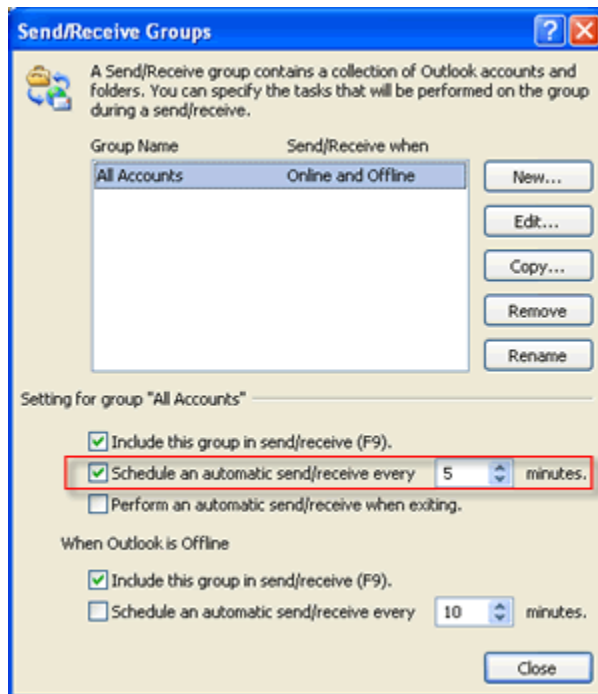 Send/Receive Groups
A Send/Receive group contains a collection of Outlook accounts and
folders. You can specify the tasks that will be performed on the group
during a send/receive.
Group Name Send/Receive when
All Accounts Online and Offline
New...
Edit...
Copy...
Remove
Rename
Setting for group "All Accounts"
Include this group in send/receive (F9).
Schedule an automatic send/receive every 5 minutes.
Perform an automatic send/receive when exiting.
When Outlook is Offline
Include this group in send/receive (F9).
Schedule an automatic send/receive every 10 minutes.
Close